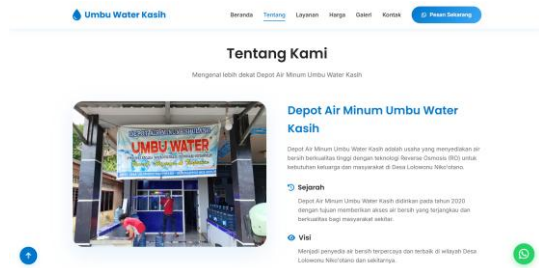 Umbu Water Kasih
Beranda Tentang Layanan Harga Galeri Kontak Pesan Sekarang
Tentang Kami
Mengenal lebih dekat Depot Air Minum Umbu Water Kasih
DEPOT AIR MINUM ISI ULANG
UMBU WATER
Depot Air Minum Umbu Water
Kasih
Depot Air Minum Umbu Water Kasih adalah usaha yang menyediakan air
bersih berkualitas tinggi dengan teknologi Reverse Osmosis (RO) untuk
kebutuhan keluarga dan masyarakat di Desa Lolowonu Niko'otano.
Sejarah
Depot Air Minum Umbu Water Kasih didirikan pada tahun 2020
dengan tujuan memberikan akses air bersih yang terjangkau dan
berkualitas bagi masyarakat sekitar.
Visi
Menjadi penyedia air bersih terpercaya dan terbaik di wilayah Desa
Lolowonu Niko'otano dan sekitarnya.